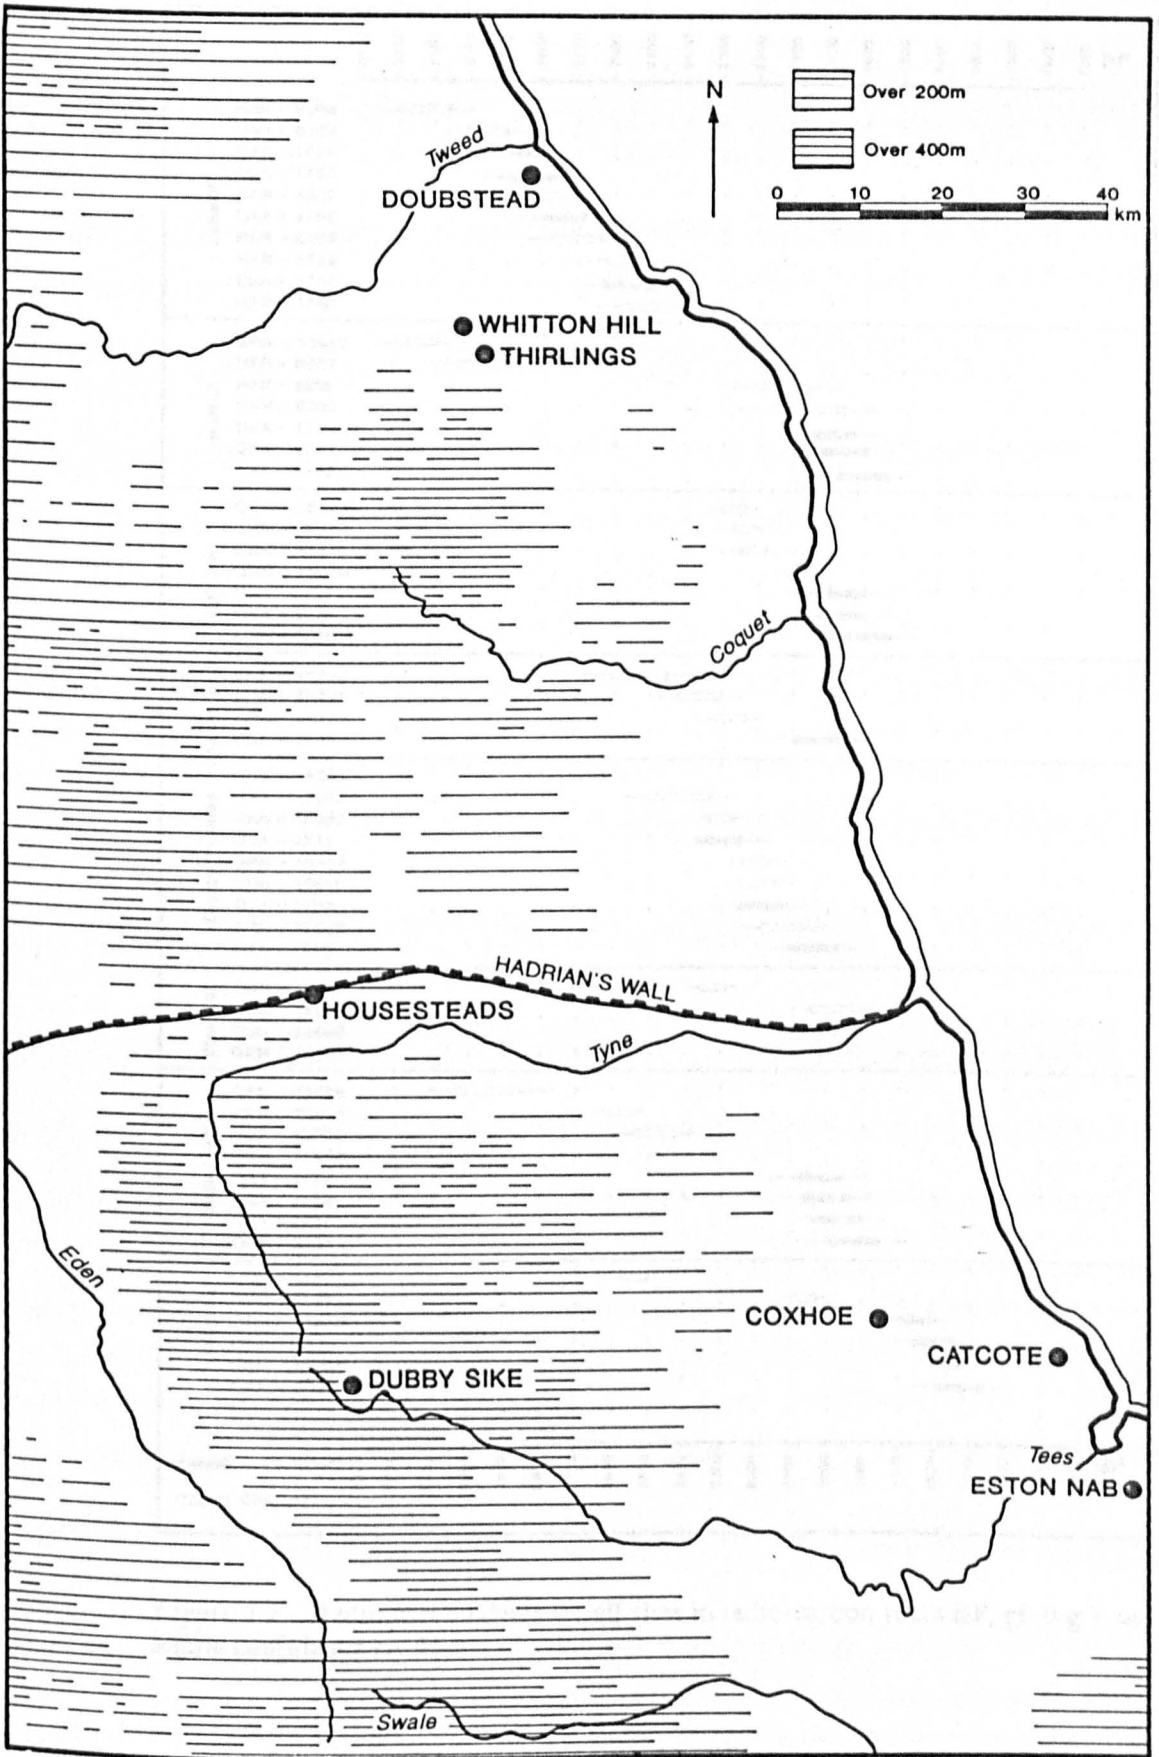 N
Over 200m
Over 400m
0 10 20 30 40
km
Tweed
DOUBSTEAD
WHITTON HILL
THIRLINGS
Coquet
HADRIAN'S WALL
HOUSESTEADS
Tyne
Eden
COXHOE
CATCOTE
DUBBY SIKE
Tees
ESTON NAB
Swale